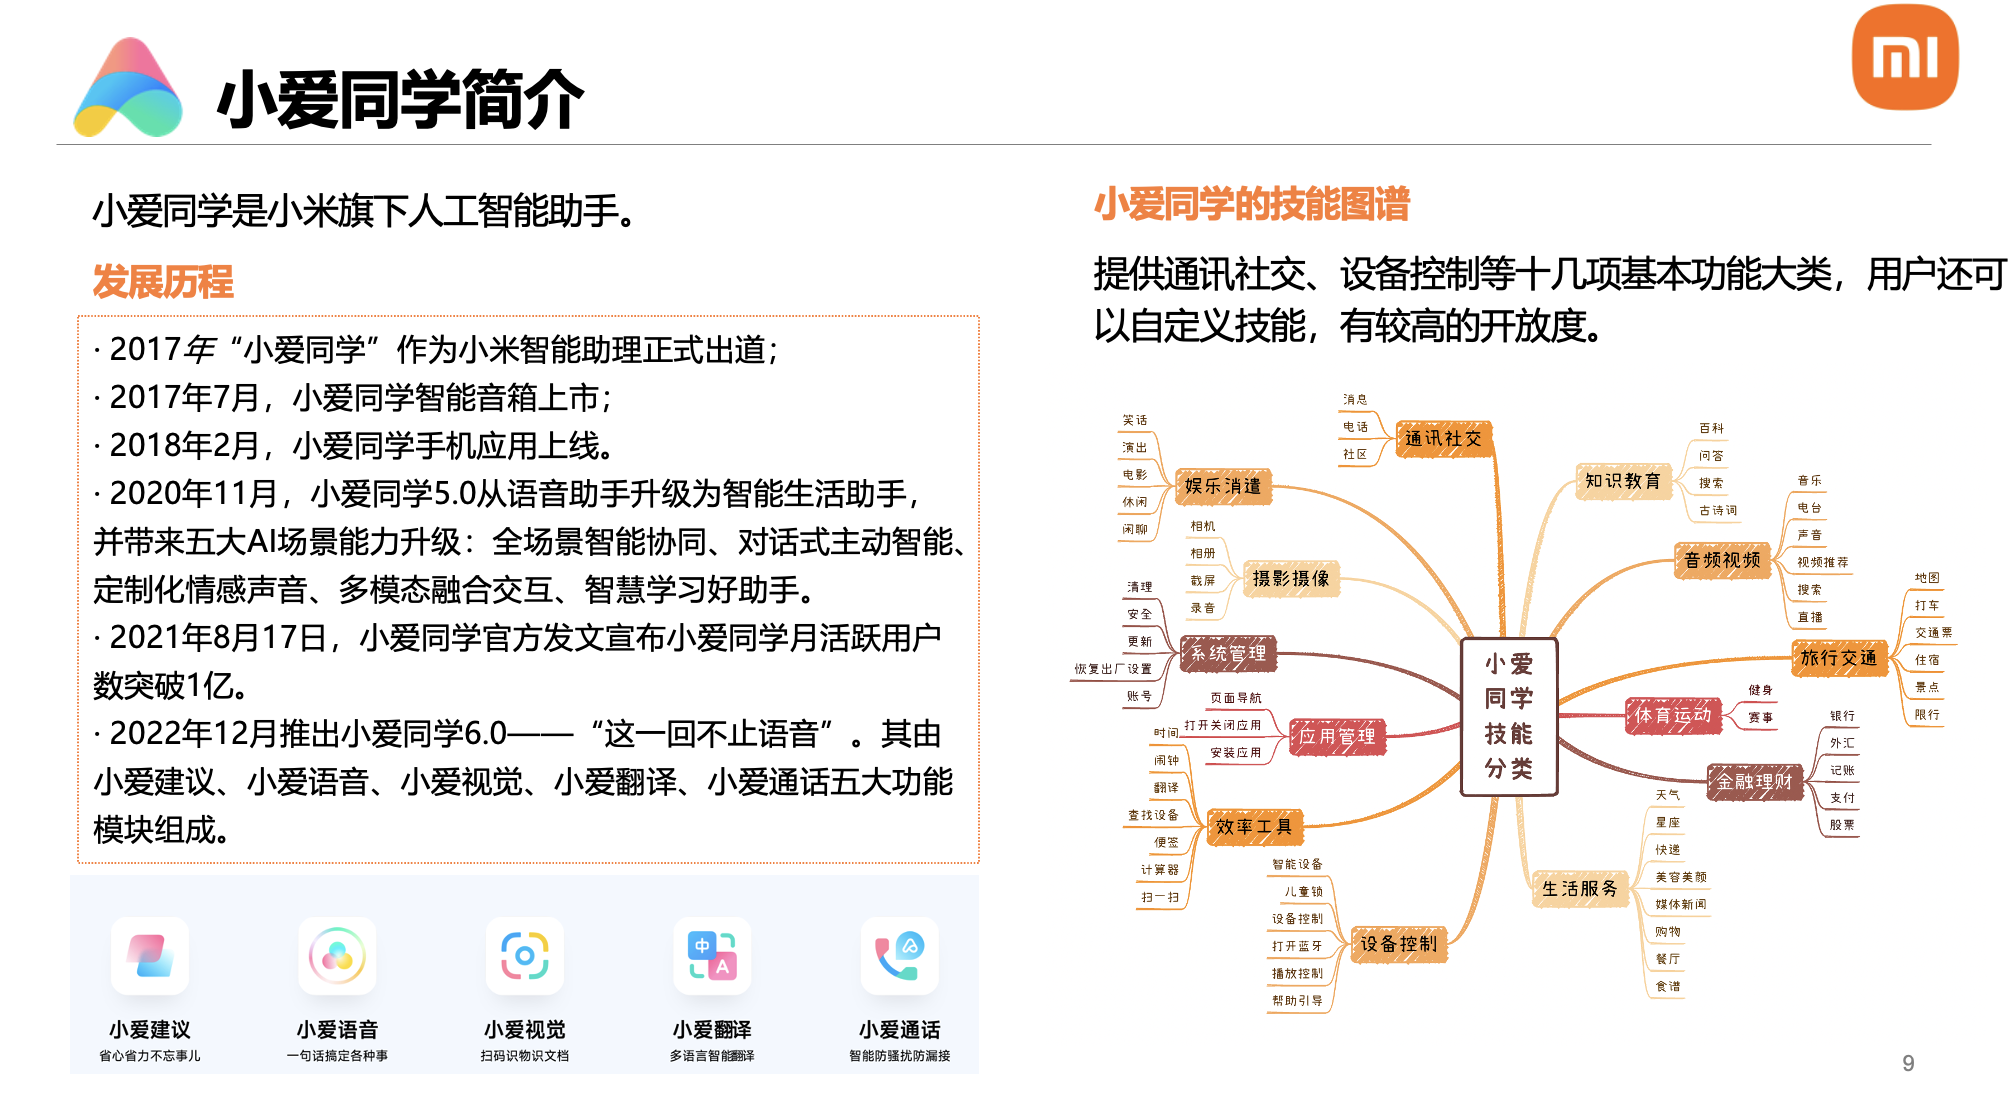 小爱同学简介
mi
小爱同学是小米旗下人工智能助手。
发展历程
· 2017年“小爱同学”作为小米智能助理正式出道；
· 2017年7月，小爱同学智能音箱上市；
· 2018年2月，小爱同学手机应用上线。
· 2020年11月，小爱同学5.0从语音助手升级为智能生活助手，
并带来五大AI场景能力升级：全场景智能协同、对话式主动智能、
定制化情感声音、多模态融合交互、智慧学习好助手。
· 2021年8月17日，小爱同学官方发文宣布小爱同学月活跃用户
数突破1亿。
· 2022年12月推出小爱同学6.0——“这一回不止语音”。其由
小爱建议、小爱语音、小爱视觉、小爱翻译、小爱通话五大功能
模块组成。
中
A
小爱建议
省心省力不忘事儿
小爱语音
一句话搞定各种事
小爱视觉
扫码识物识文档
小爱翻译
多语言智能翻译
小爱通话
智能防骚扰防漏接
小爱同学的技能图谱
提供通讯社交、设备控制等十几项基本功能大类，用户还可
以自定义技能，有较高的开放度。
小爱
同学
技能
分类
通讯社交
消息
电话
社区
娱乐消遣
笑话
演出
电影
休闲
闲聊
摄影摄像
相机
相册
截屏
录音
系统管理
清理
安全
更新
恢复出厂设置
账号
应用管理
页面导航
打开关闭应用
安装应用
效率工具
时间
闹钟
翻译
查找设备
便签
计算器
扫一扫
设备控制
智能设备
儿童锁
设备控制
打开蓝牙
播放控制
帮助引导
知识教育
百科
问答
搜索
古诗词
音频视频
音乐
电台
声音
视频推荐
搜索
直播
旅行交通
地图
打车
交通票
住宿
景点
限行
体育运动
健身
赛事
金融理财
银行
外汇
记账
支付
股票
生活服务
天气
星座
快递
美容美颜
媒体新闻
购物
餐厅
食谱
9